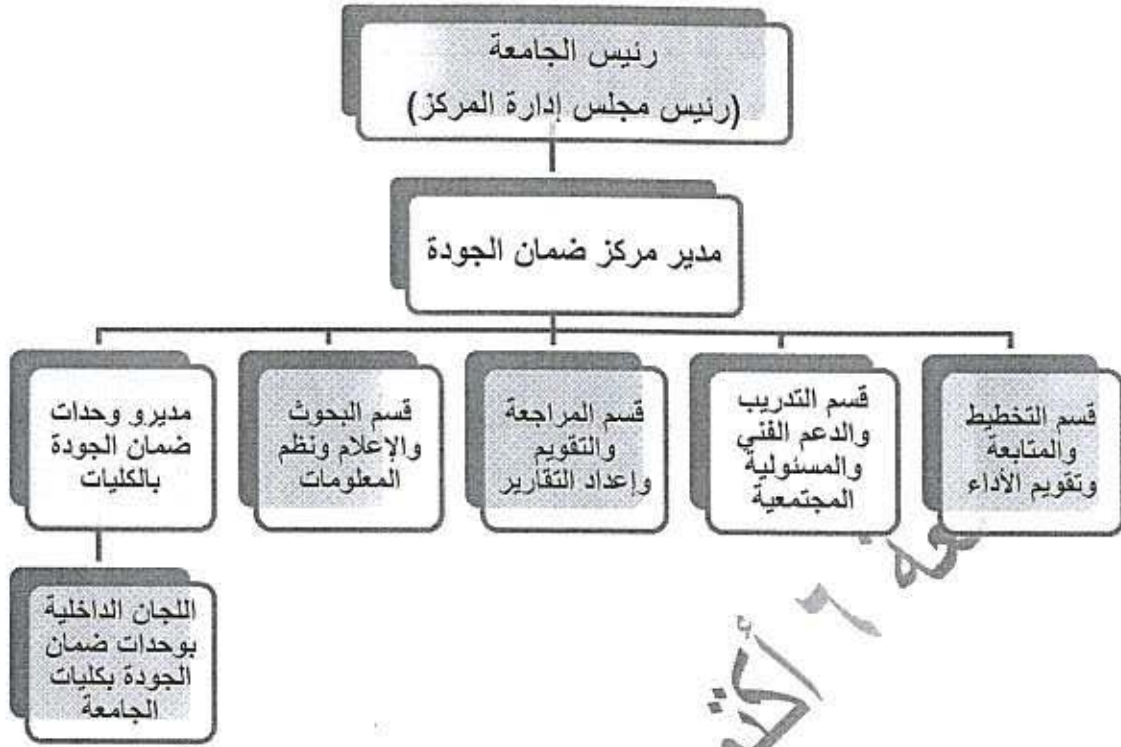 رئيس الجامعة
(رئيس مجلس إدارة المركز)
مدير مركز ضمان الجودة
قسم التخطيط
والمتابعة
وتقويم الأداء
قسم التدريب
والدعم الفني
والمسئولية
المجتمعية
قسم المراجعة
والتقويم
وإعداد التقارير
قسم البحوث
والإعلام ونظم
المعلومات
مديرو وحدات
ضمان الجودة
بالكليات
اللجان الداخلية
بوحدات ضمان
الجودة بكليات
الجامعة